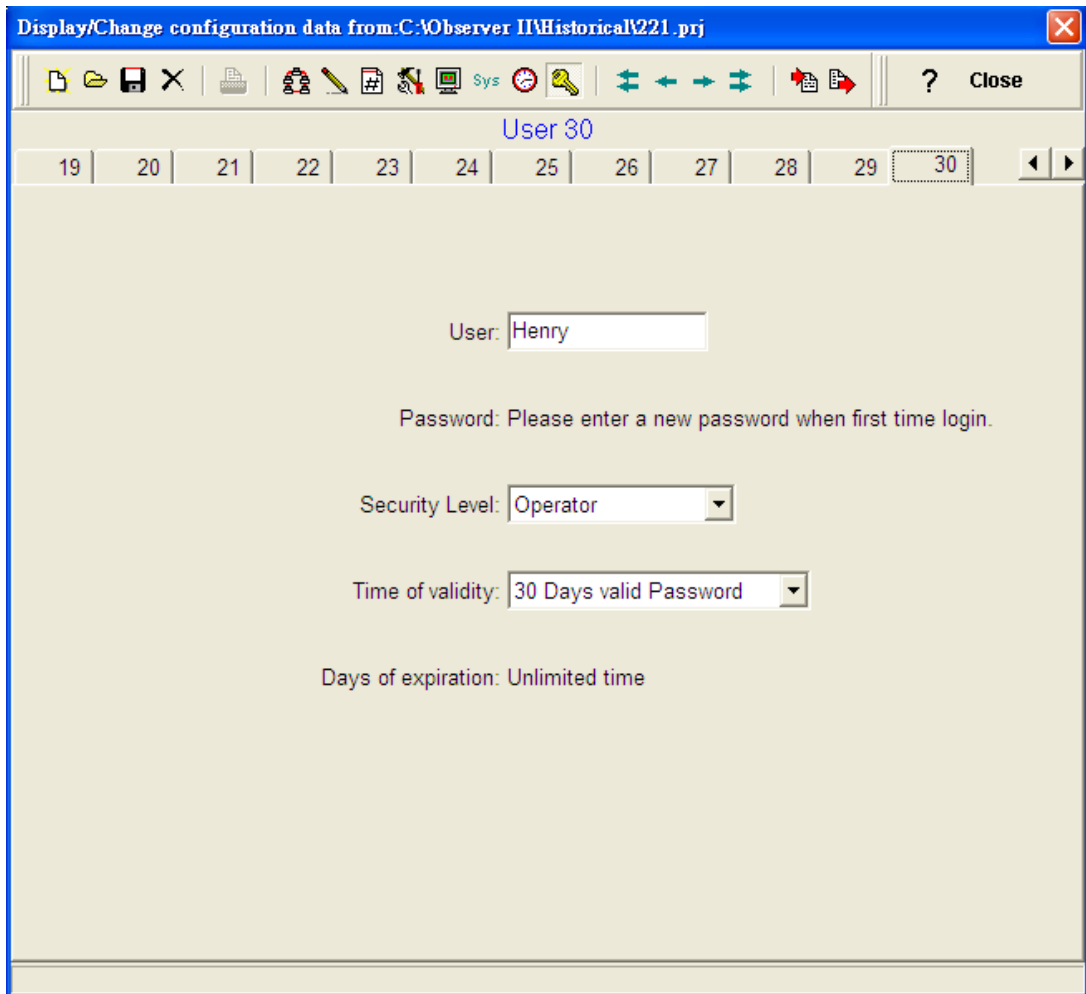 Display/Change configuration data from:C:\Observer II\Historical\221.prj
Sys ? Close
User 30
19 20 21 22 23 24 25 26 27 28 29 30
User: Henry
Password: Please enter a new password when first time login.
Security Level: Operator
Time of validity: 30 Days valid Password
Days of expiration: Unlimited time